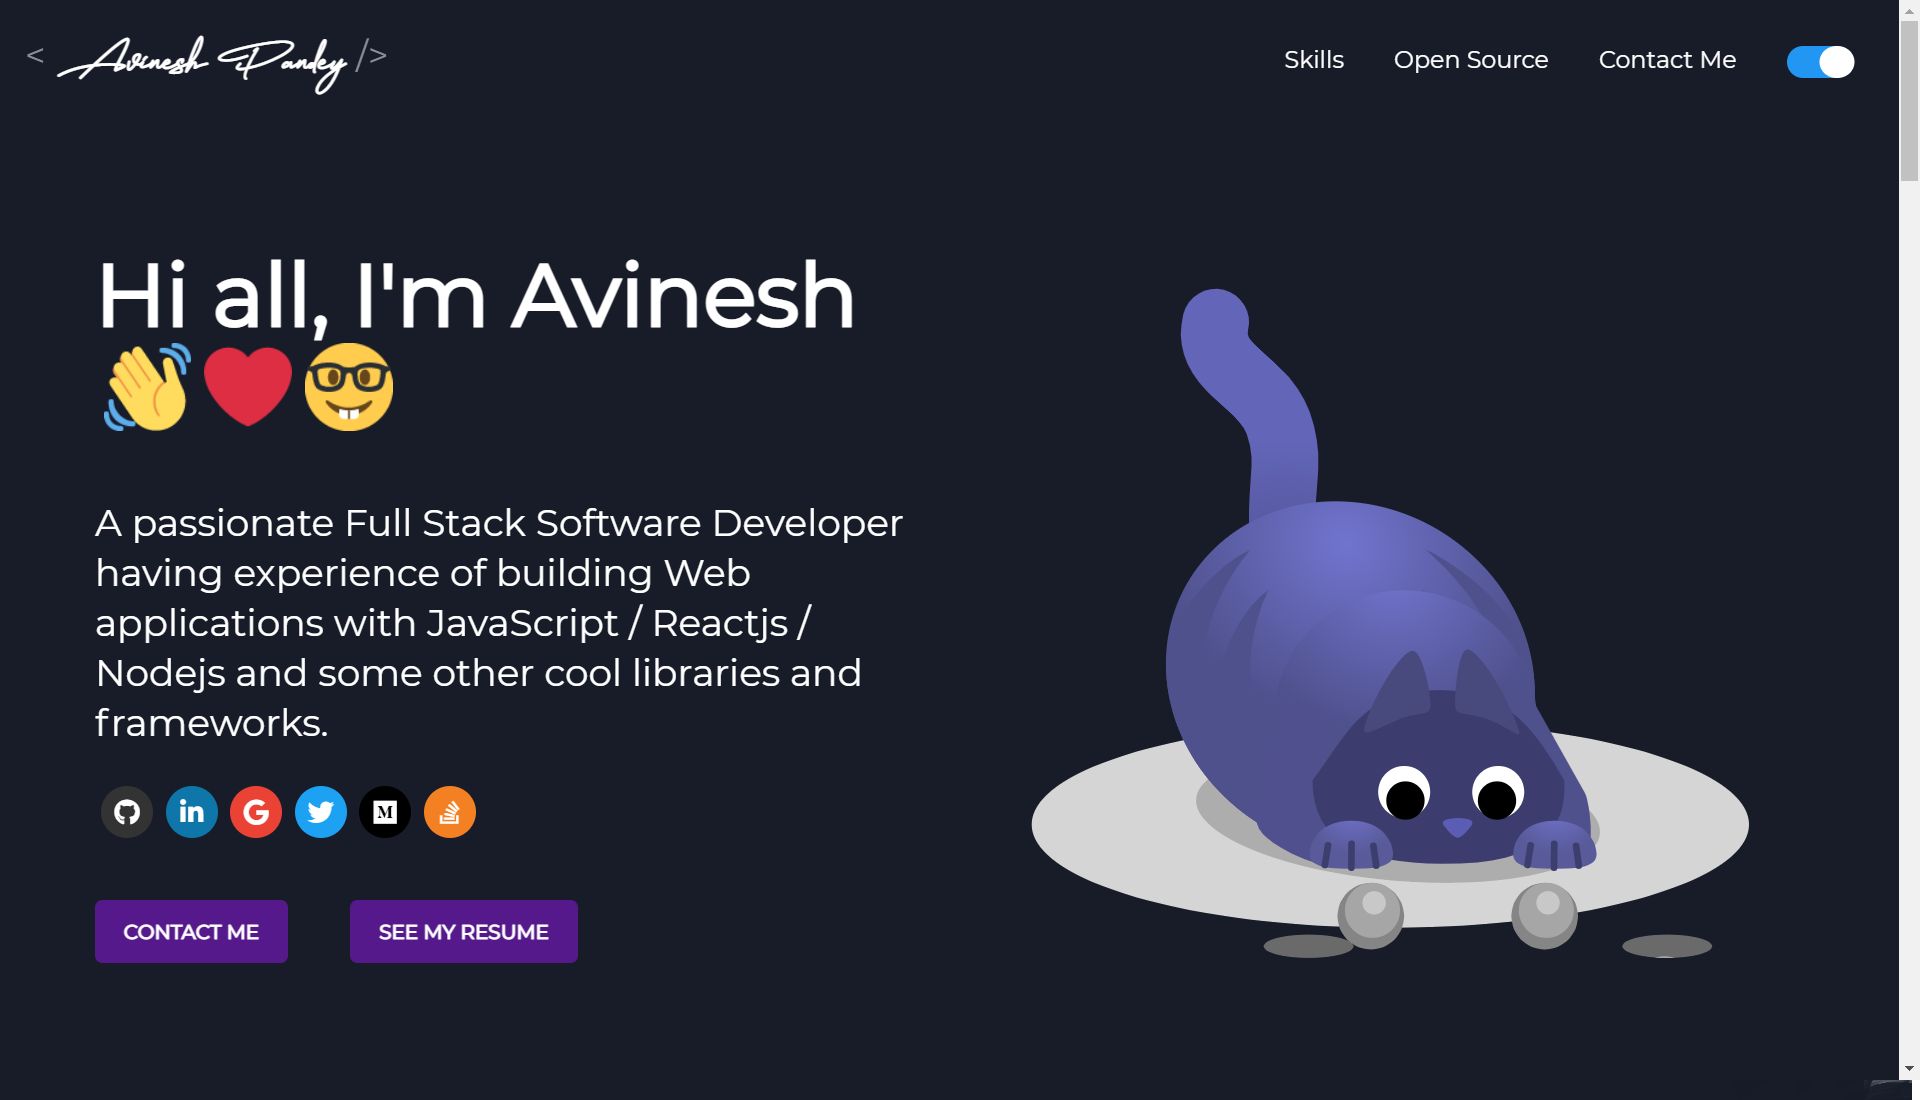 < Avinesh Pandey />
Skills
Open Source
Contact Me
Hi all, I'm Avinesh
👋❤️🤓
A passionate Full Stack Software Developer
having experience of building Web
applications with JavaScript / Reactjs /
Nodejs and some other cool libraries and
frameworks.
in
G
M
CONTACT ME
SEE MY RESUME